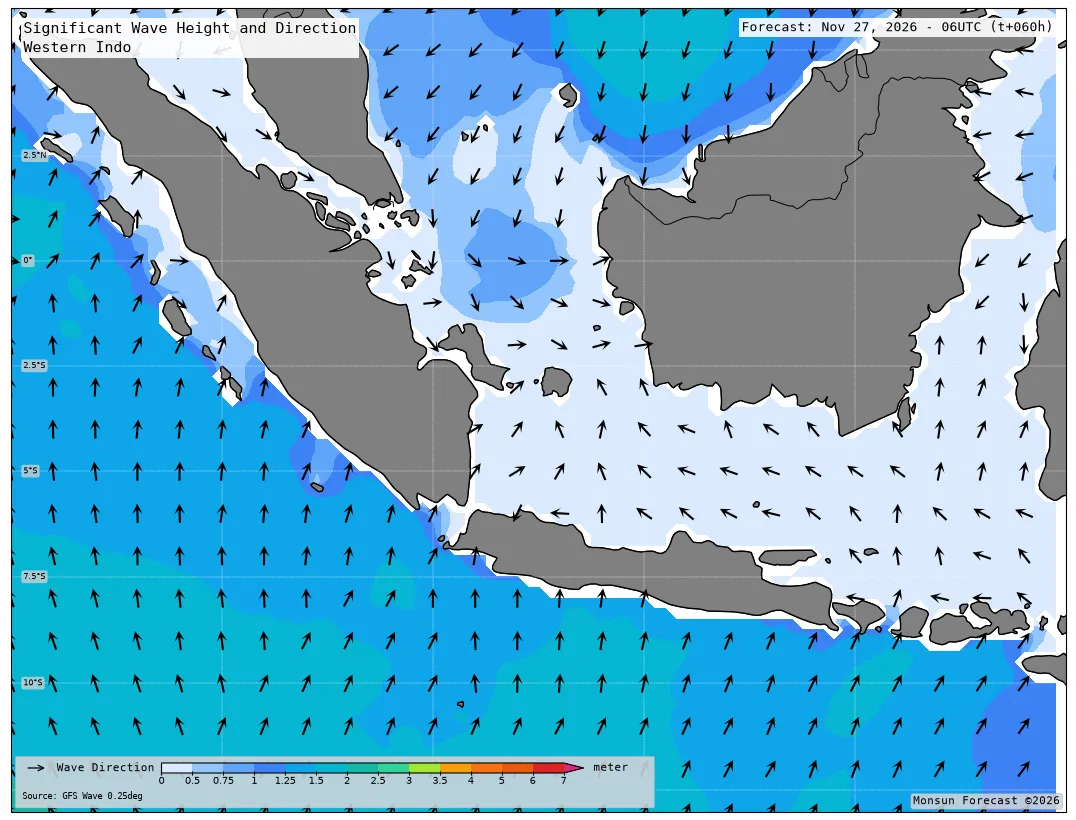 Significant Wave Height and Direction
Western Indo
Forecast: Nov 27, 2026 - 06UTC (t+060h)
2.5°N
0°
2.5°S
5°S
7.5°S
10°S
Wave Direction
0 0.5 0.75 1 1.25 1.5 2 2.5 3 3.5 4 5 6 7
meter
Source: GFS Wave 0.25deg
Monsun Forecast ©2026